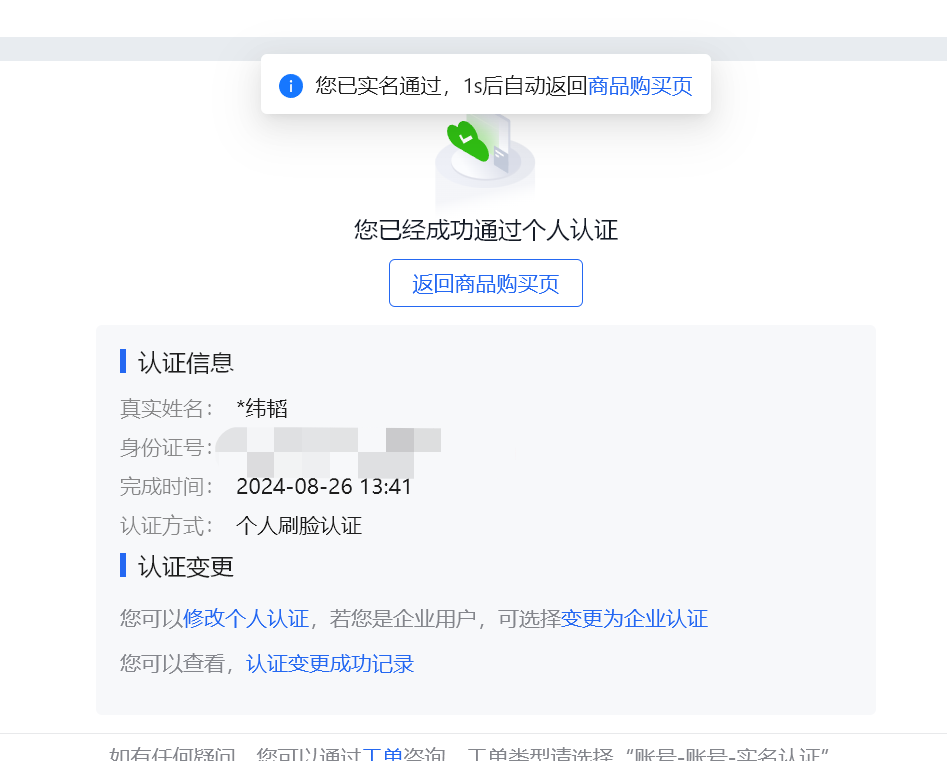 您已实名通过，1s后自动返回商品购买页
您已经成功通过个人认证
返回商品购买页
认证信息
真实姓名： *纬韬
身份证号：
完成时间： 2024-08-26 13:41
认证方式： 个人刷脸认证
认证变更
您可以修改个人认证，若您是企业用户，可选择变更为企业认证
您可以查看，认证变更成功记录
如有任何疑问，您可以通过工单咨询，工单类型请选择“账号-账号-实名认证”